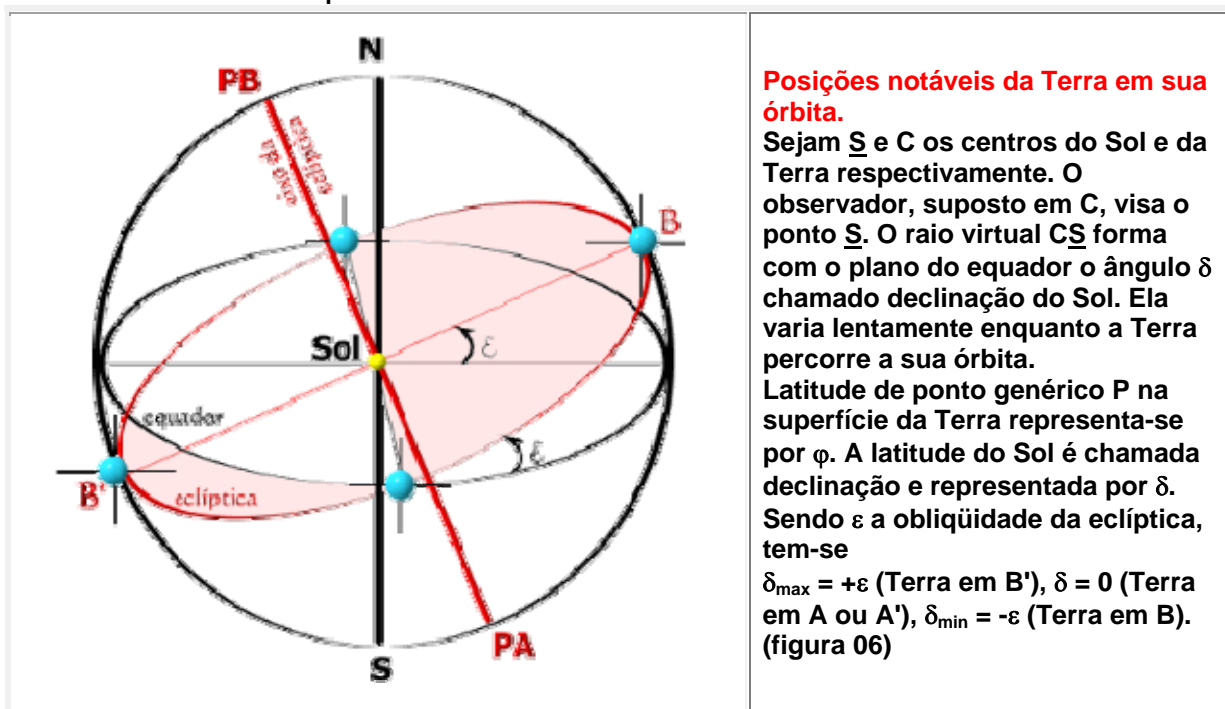 N
PB
eixo da
eclíptica
B
Sol
ε
equador
ε
B'
eclíptica
PA
S
Posições notáveis da Terra em sua
órbita.
Sejam S e C os centros do Sol e da
Terra respectivamente. O
observador, suposto em C, visa o
ponto S. O raio virtual CS forma
com o plano do equador o ângulo δ
chamado declinação do Sol. Ela
varia lentamente enquanto a Terra
percorre a sua órbita.
Latitude de ponto genérico P na
superfície da Terra representa-se
por φ. A latitude do Sol é chamada
declinação e representada por δ.
Sendo ε a obliqüidade da eclíptica,
tem-se
δmax = +ε (Terra em B'), δ = 0 (Terra
em A ou A'), δmin = -ε (Terra em B).
(figura 06)